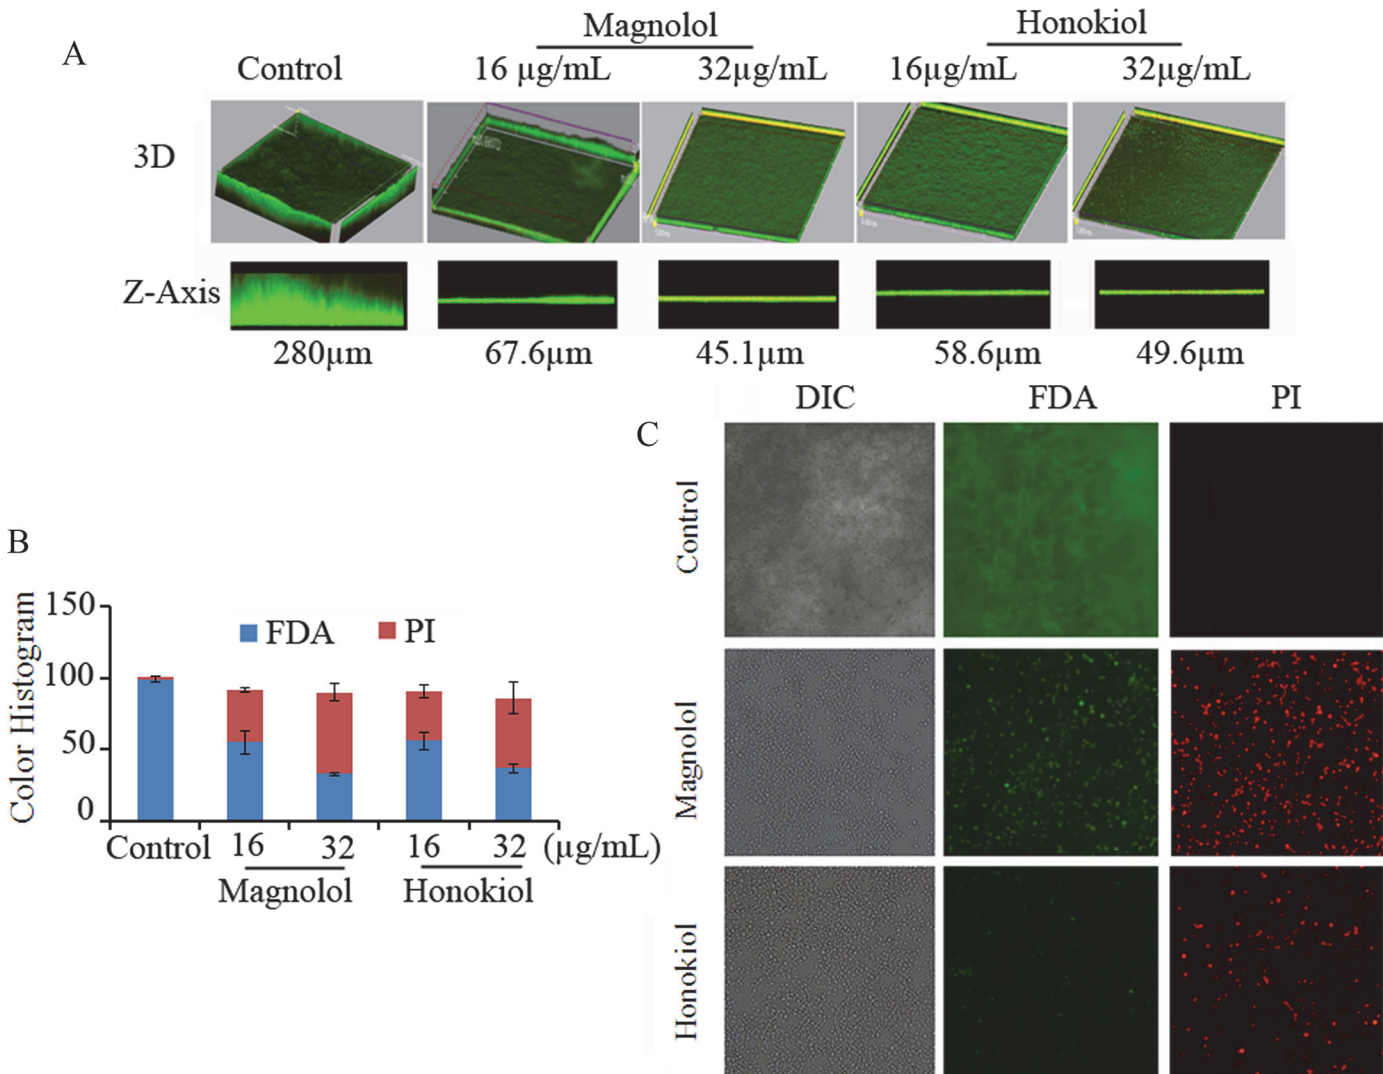 A
Magnolol
Honokiol
Control
16 µg/mL
32µg/mL
16µg/mL
32µg/mL
3D
Z-Axis
280µm
67.6µm
45.1µm
58.6µm
49.6µm
B
Color Histogram
150
100
50
0
FDA
PI
Control
16
32
16
32
(µg/mL)
Magnolol
Honokiol
C
DIC
FDA
PI
Control
Magnolol
Honokiol